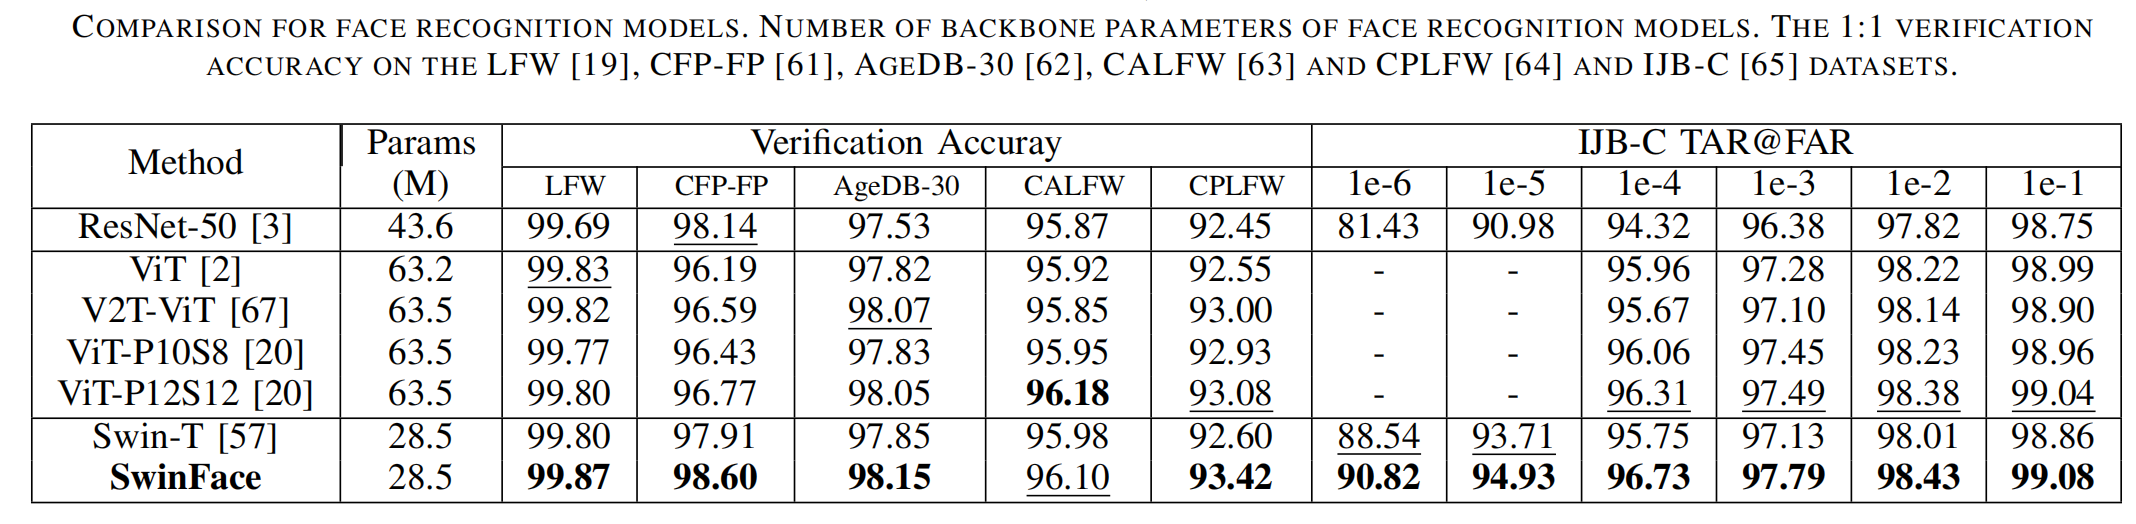 COMPARISON FOR FACE RECOGNITION MODELS. NUMBER OF BACKBONE PARAMETERS OF FACE RECOGNITION MODELS. THE 1:1 VERIFICATION
ACCURACY ON THE LFW [19], CFP-FP [61], AGEDB-30 [62], CALFW [63] AND CPLFW [64] AND IJB-C [65] DATASETS.
Method Params (M) Verification Accuray IJB-C TAR@FAR
LFW CFP-FP AgeDB-30 CALFW CPLFW 1e-6 1e-5 1e-4 1e-3 1e-2 1e-1
ResNet-50 [3] 43.6 99.69 98.14 97.53 95.87 92.45 81.43 90.98 94.32 96.38 97.82 98.75
ViT [2] 63.2 99.83 96.19 97.82 95.92 92.55 - - 95.96 97.28 98.22 98.99
V2T-ViT [67] 63.5 99.82 96.59 98.07 95.85 93.00 - - 95.67 97.10 98.14 98.90
ViT-P10S8 [20] 63.5 99.77 96.43 97.83 95.95 92.93 - - 96.06 97.45 98.23 98.96
ViT-P12S12 [20] 63.5 99.80 96.77 98.05 96.18 93.08 - - 96.31 97.49 98.38 99.04
Swin-T [57] 28.5 99.80 97.91 97.85 95.98 92.60 88.54 93.71 95.75 97.13 98.01 98.86
SwinFace 28.5 99.87 98.60 98.15 96.10 93.42 90.82 94.93 96.73 97.79 98.43 99.08